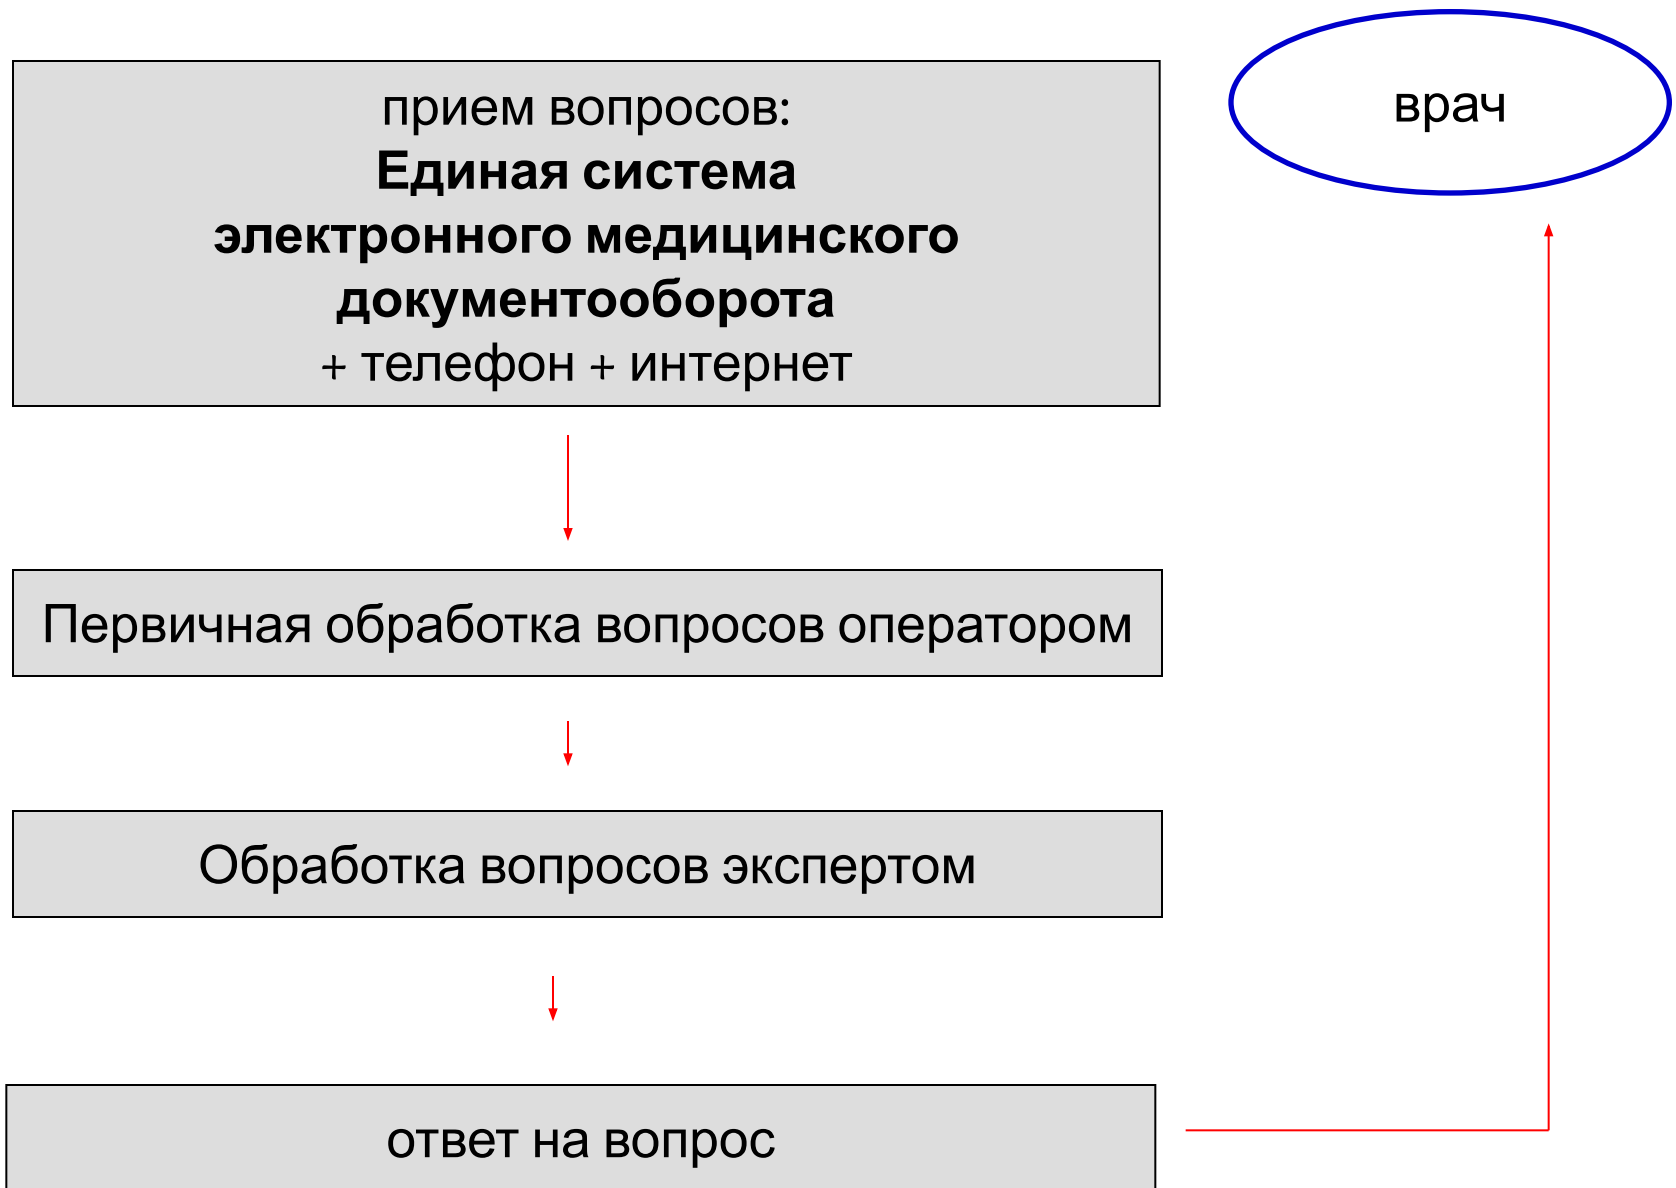 прием вопросов:
Единая система
электронного медицинского
документооборота
+ телефон + интернет
врач
Первичная обработка вопросов оператором
Обработка вопросов экспертом
ответ на вопрос